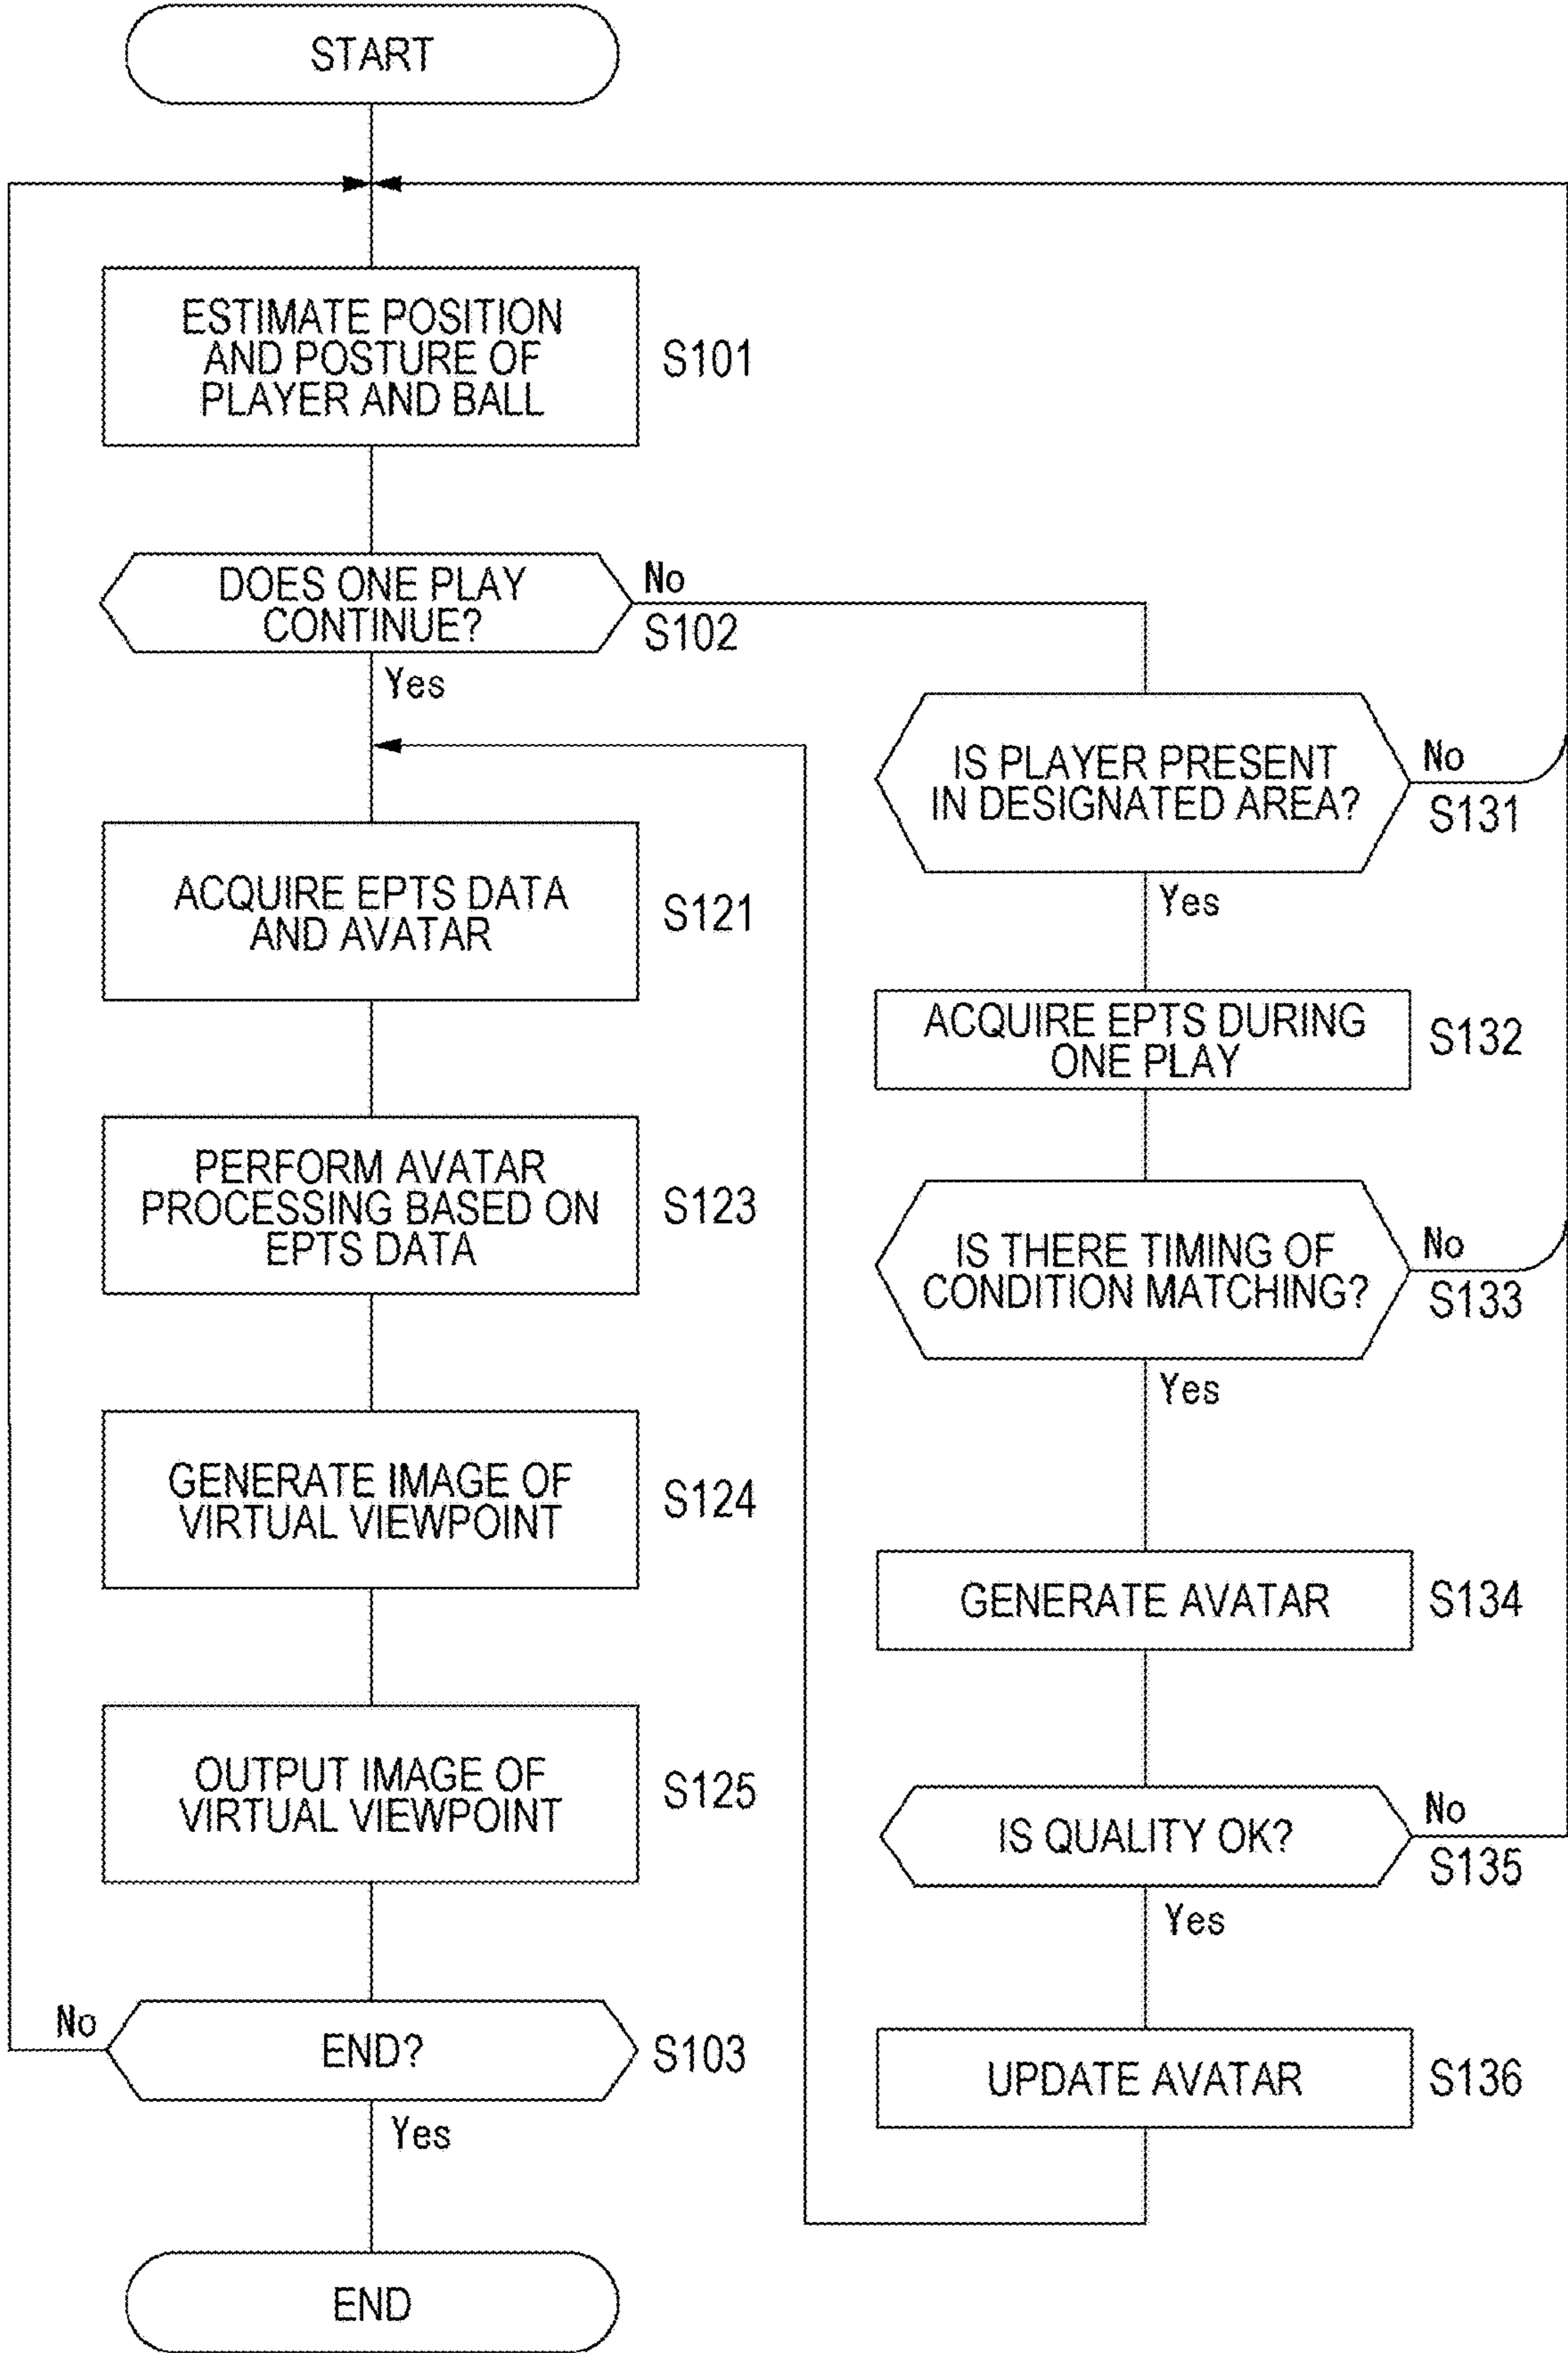 START
ESTIMATE POSITION
AND POSTURE OF
PLAYER AND BALL
S101
DOES ONE PLAY
CONTINUE?
No
S102
Yes
ACQUIRE EPTS DATA
AND AVATAR
S121
PERFORM AVATAR
PROCESSING BASED ON
EPTS DATA
S123
GENERATE IMAGE OF
VIRTUAL VIEWPOINT
S124
OUTPUT IMAGE OF
VIRTUAL VIEWPOINT
S125
No
END?
S103
Yes
END
IS PLAYER PRESENT
IN DESIGNATED AREA?
No
S131
Yes
ACQUIRE EPTS DURING
ONE PLAY
S132
IS THERE TIMING OF
CONDITION MATCHING?
No
S133
Yes
GENERATE AVATAR
S134
IS QUALITY OK?
No
S135
Yes
UPDATE AVATAR
S136